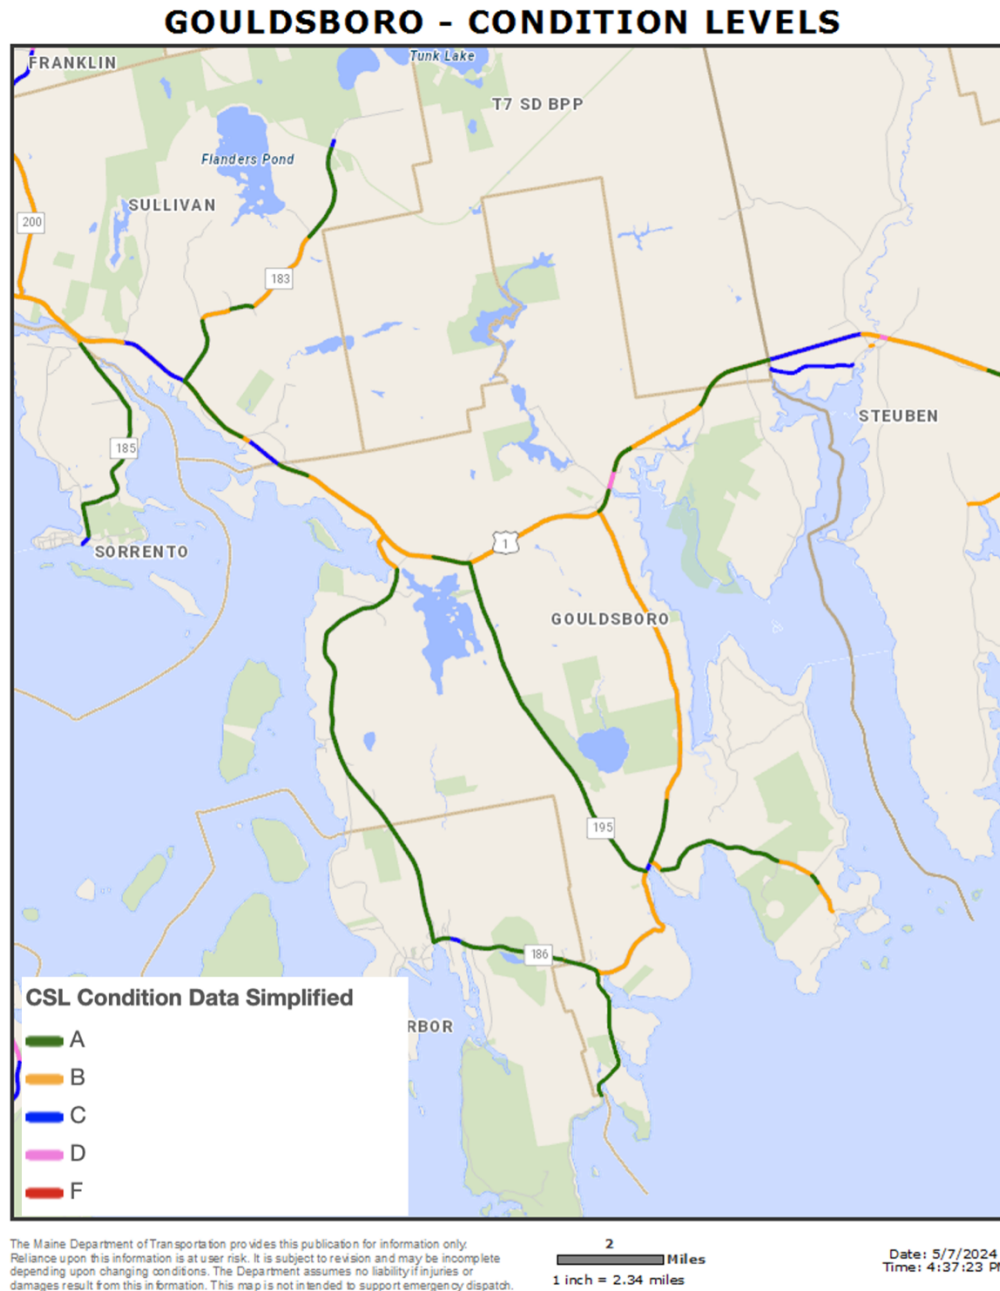 GOULDSBORO - CONDITION LEVELS
FRANKLIN
Tunk Lake
T7 SD BPP
Flanders Pond
SULLIVAN
200
183
STEUBEN
185
1
SORRENTO
GOULDSBORO
195
186
RBOR
CSL Condition Data Simplified
A
B
C
D
F
The Maine Department of Transportation provides this publication for information only.
Reliance upon this information is at user risk. It is subject to revision and may be incomplete
depending upon changing conditions. The Department assumes no liability if injuries or
damages result from this information. This map is not intended to support emergency dispatch.
2
Miles
1 inch = 2.34 miles
Date: 5/7/2024
Time: 4:37:23 P